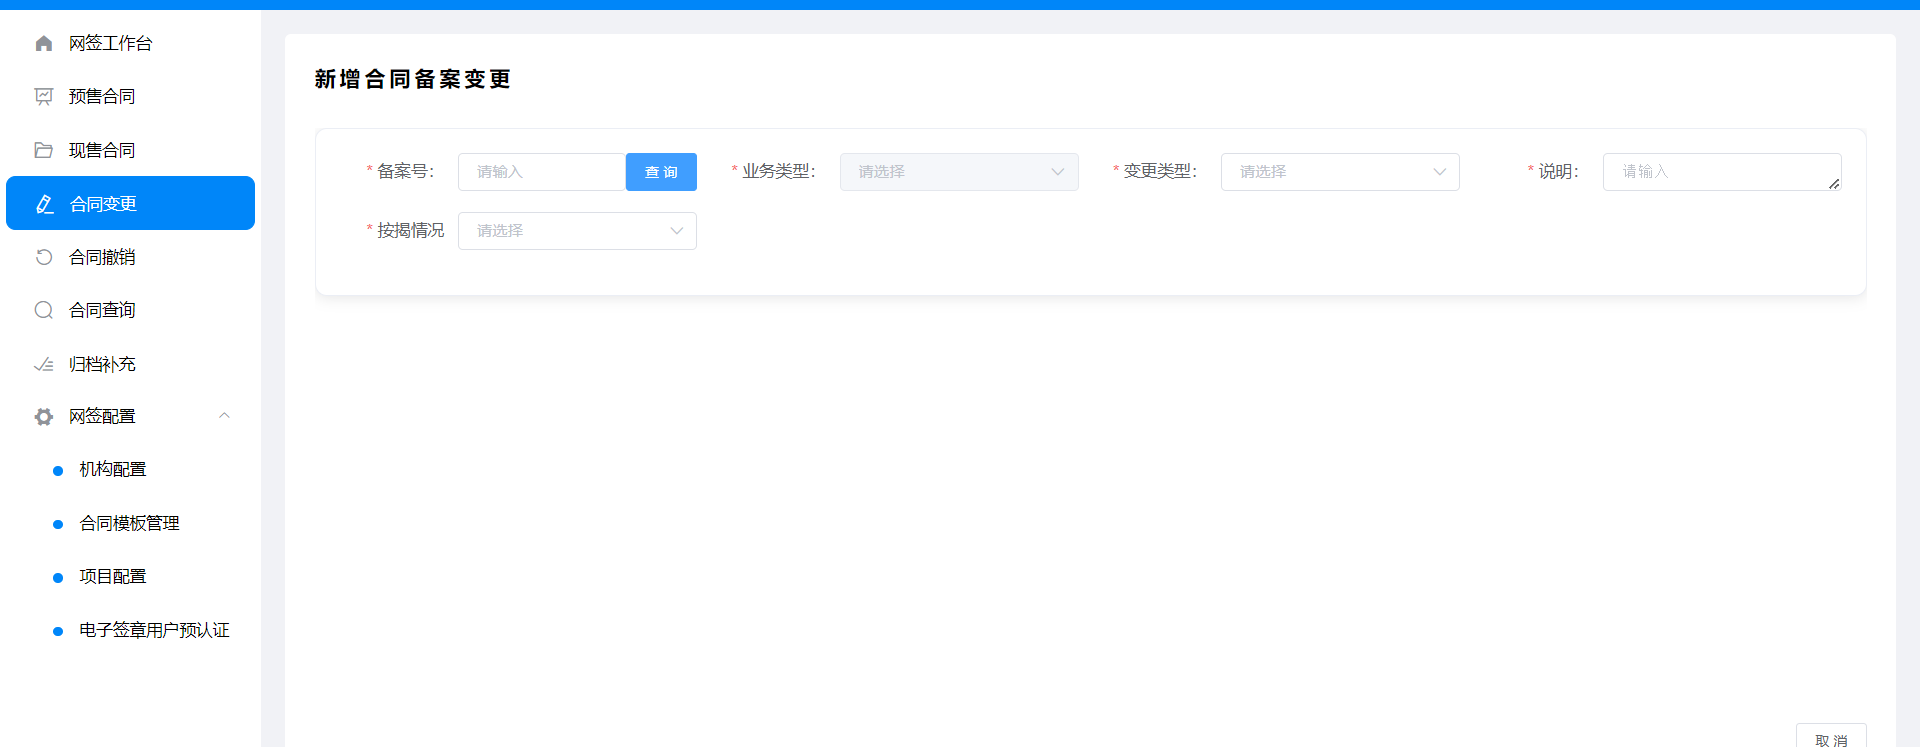 网签工作台
预售合同
现售合同
合同变更
合同撤销
合同查询
归档补充
网签配置
机构配置
合同模板管理
项目配置
电子签章用户预认证
新增合同备案变更
* 备案号： 请输入 查 询 * 业务类型： 请选择 * 变更类型： 请选择 * 说明： 请输入
* 按揭情况 请选择
取 消